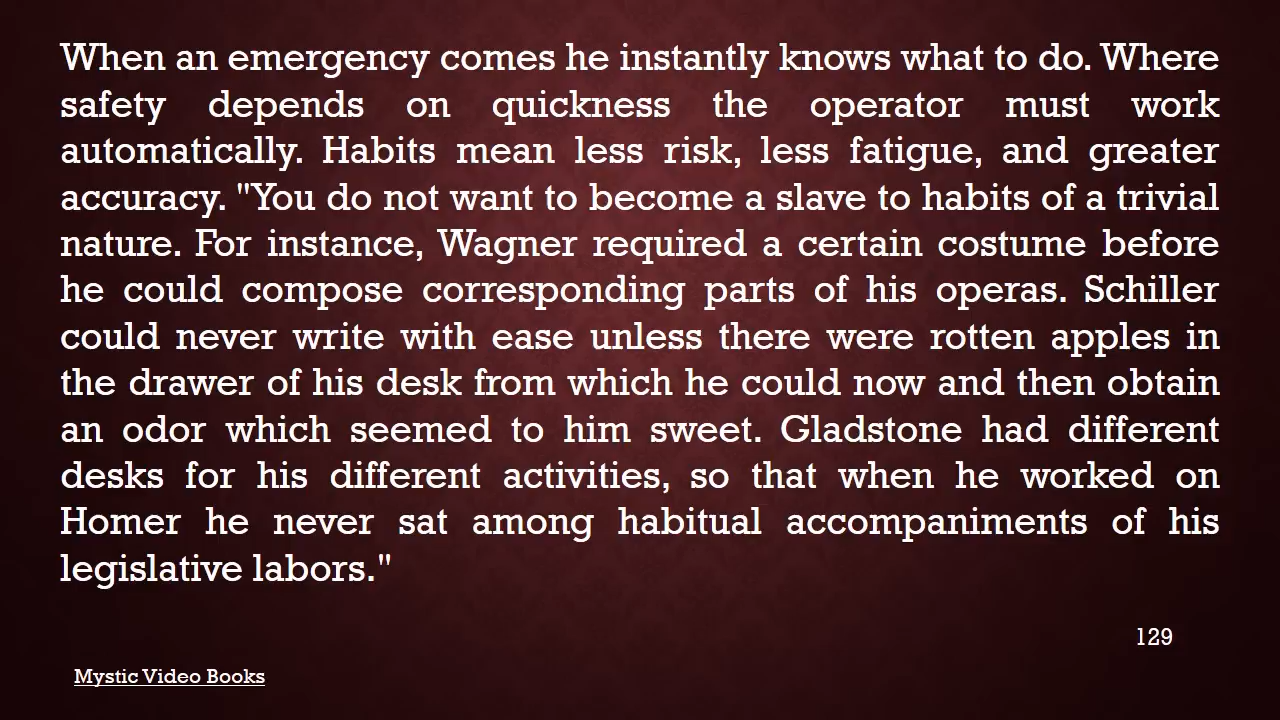 When an emergency comes he instantly knows what to do. Where
safety depends on quickness the operator must work
automatically. Habits mean less risk, less fatigue, and greater
accuracy. "You do not want to become a slave to habits of a trivial
nature. For instance, Wagner required a certain costume before
he could compose corresponding parts of his operas. Schiller
could never write with ease unless there were rotten apples in
the drawer of his desk from which he could now and then obtain
an odor which seemed to him sweet. Gladstone had different
desks for his different activities, so that when he worked on
Homer he never sat among habitual accompaniments of his
legislative labors."
129
Mystic Video Books